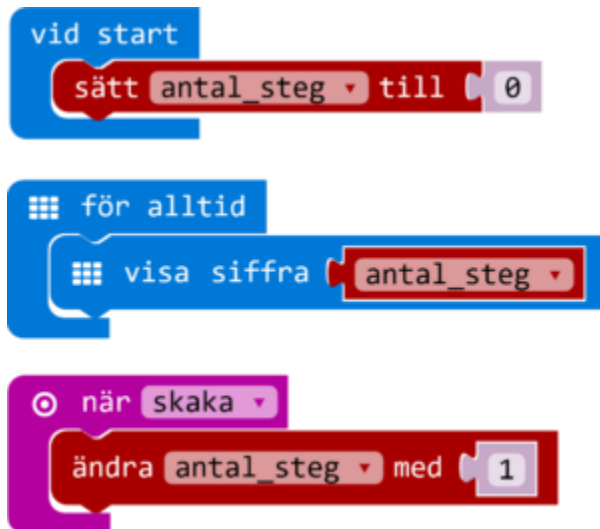 vid start
sätt antal_steg till 0
för alltid
visa siffra antal_steg
när skaka
ändra antal_steg med 1